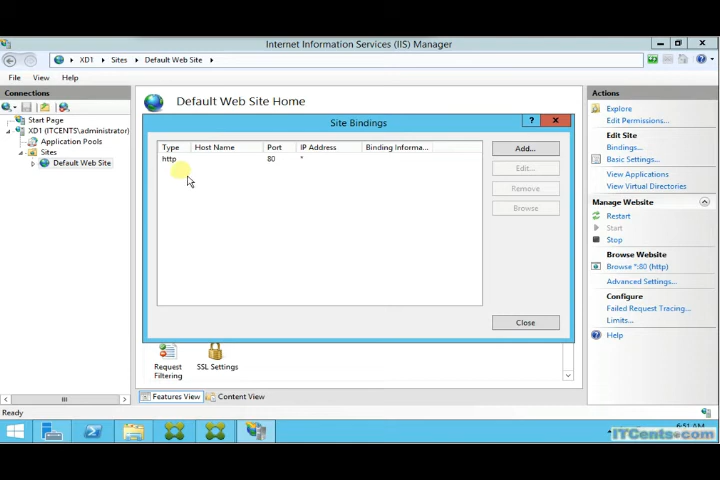 Internet Information Services (IIS) Manager
XD1 Sites Default Web Site
File View Help
Connections
Start Page
XD1 (ITCENTS\administrator)
Application Pools
Sites
Default Web Site
Default Web Site Home
Site Bindings
Type Host Name Port IP Address Binding Informa...
http 80 *
Add...
Edit...
Remove
Browse
Close
Request
Filtering
SSL Settings
Features View Content View
Actions
Explore
Edit Permissions...
Edit Site
Bindings...
Basic Settings...
View Applications
View Virtual Directories
Manage Website
Restart
Start
Stop
Browse Website
Browse *:80 (http)
Advanced Settings...
Configure
Failed Request Tracing...
Limits...
Help
Ready
6:51 AM
ITCents.com